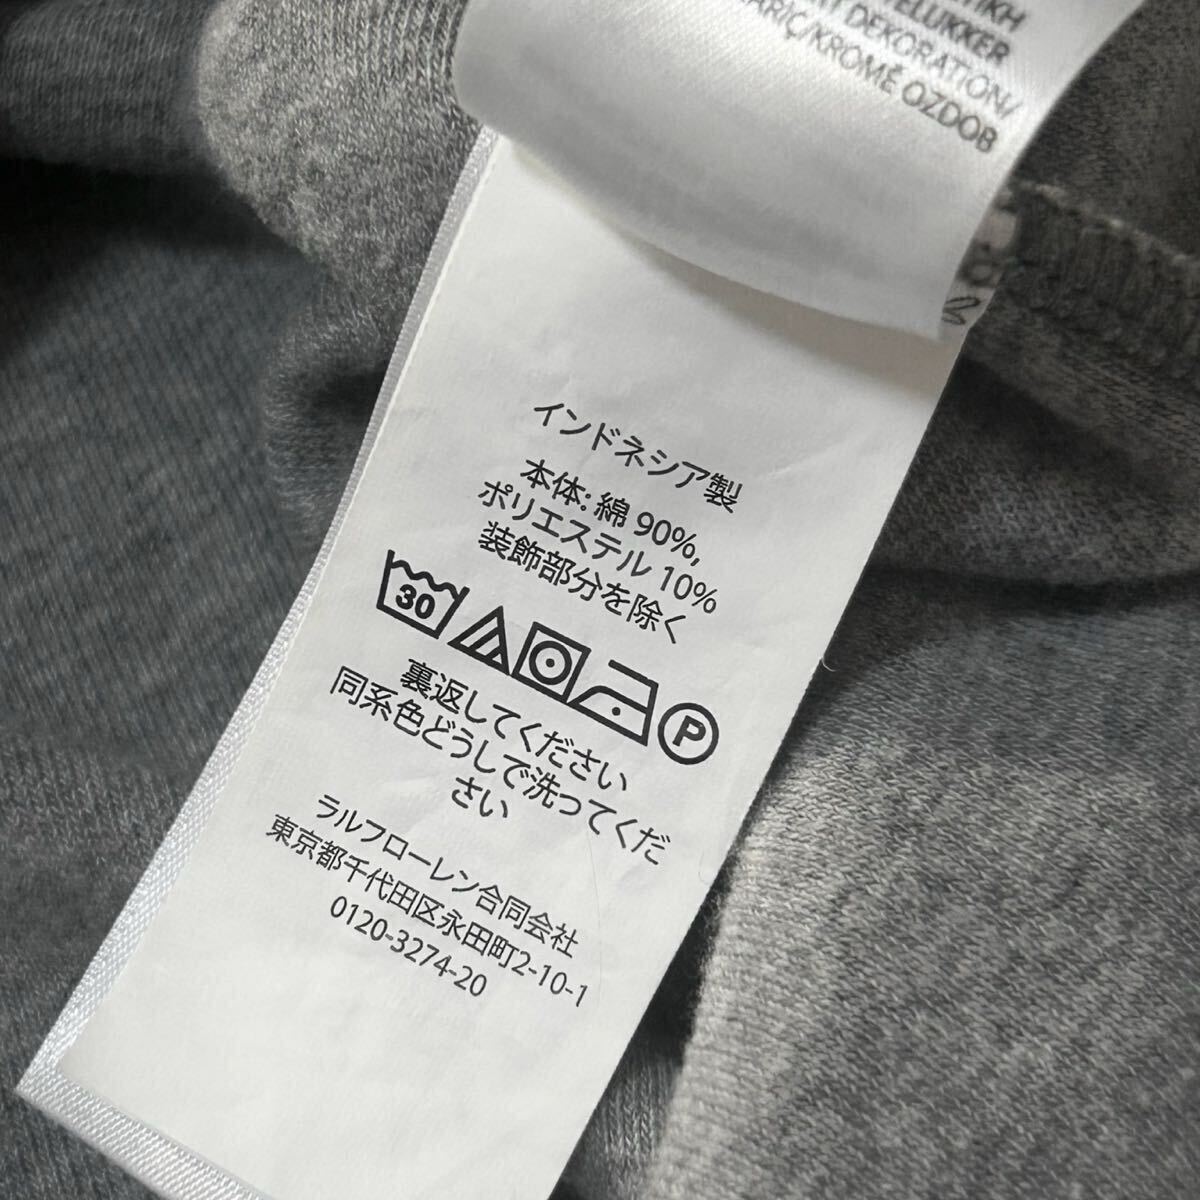 ETIKH
TELUKKER
DEKORATION/
ARIÇ/KROMĚ OZDOB
インドネシア製
本体: 綿 90%,
ポリエステル 10%
装飾部分を除く
30 P
裏返してください
同系色どうしで洗ってくだ
さい
ラルフローレン合同会社
東京都千代田区永田町2-10-1
0120-3274-20